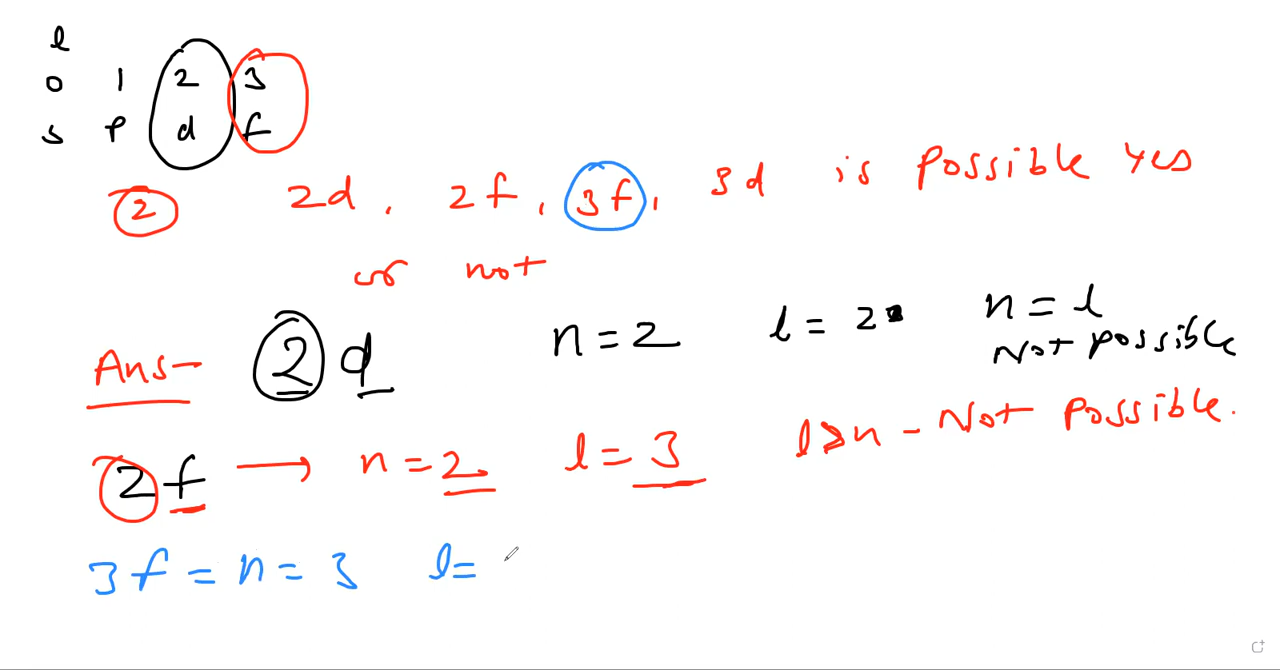 l
0 1 2 3
s p d f
2 2d, 2f, 3f, 3d is possible Yes
or not
Ans- 2d n=2 l=2 n=l
Not possible
2f → n=2 l=3 l>n - Not Possible.
3f = n = 3 l=